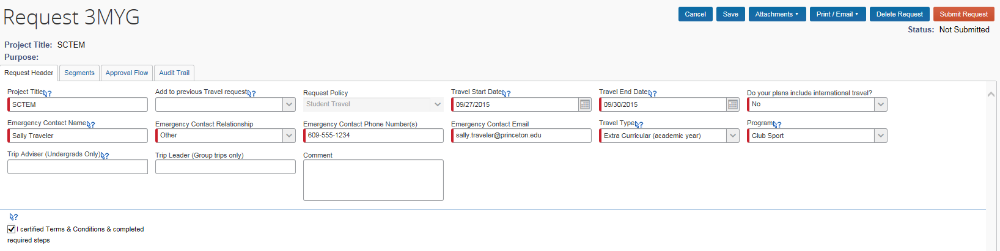 Request 3MYG
Cancel Save Attachments Print / Email Delete Request Submit Request
Status: Not Submitted
Project Title: SCTEM
Purpose:
Request Header Segments Approval Flow Audit Trail
Project Title? Add to previous Travel request? Request Policy Travel Start Date? Travel End Date? Do your plans include international travel?
SCTEM Student Travel 09/27/2015 09/30/2015 No
Emergency Contact Name? Emergency Contact Relationship Emergency Contact Phone Number(s) Emergency Contact Email Travel Type? Program?
Sally Traveler Other 609-555-1234 sally.traveler@princeton.edu Extra Curricular (academic year) Club Sport
Trip Adviser (Undergrads Only)? Trip Leader (Group trips only) Comment
?
I certified Terms & Conditions & completed
required steps